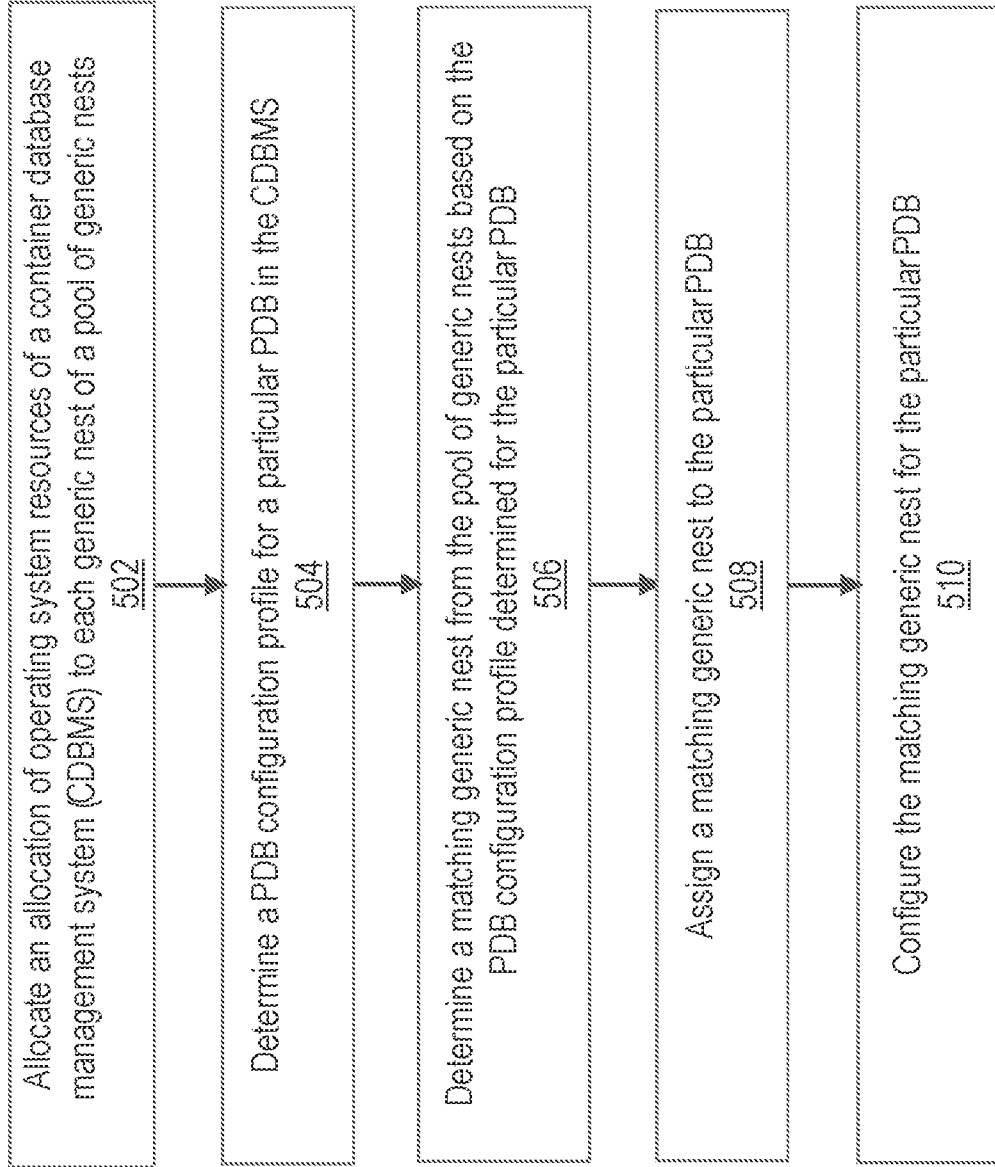 Allocate an allocation of operating system resources of a container database
management system (CDBMS) to each generic nest of a pool of generic nests
502
Determine a PDB configuration profile for a particular PDB in the CDBMS
504
Determine a matching generic nest from the pool of generic nests based on the
PDB configuration profile determined for the particular PDB
506
Assign a matching generic nest to the particular PDB
508
Configure the matching generic nest for the particular PDB
510